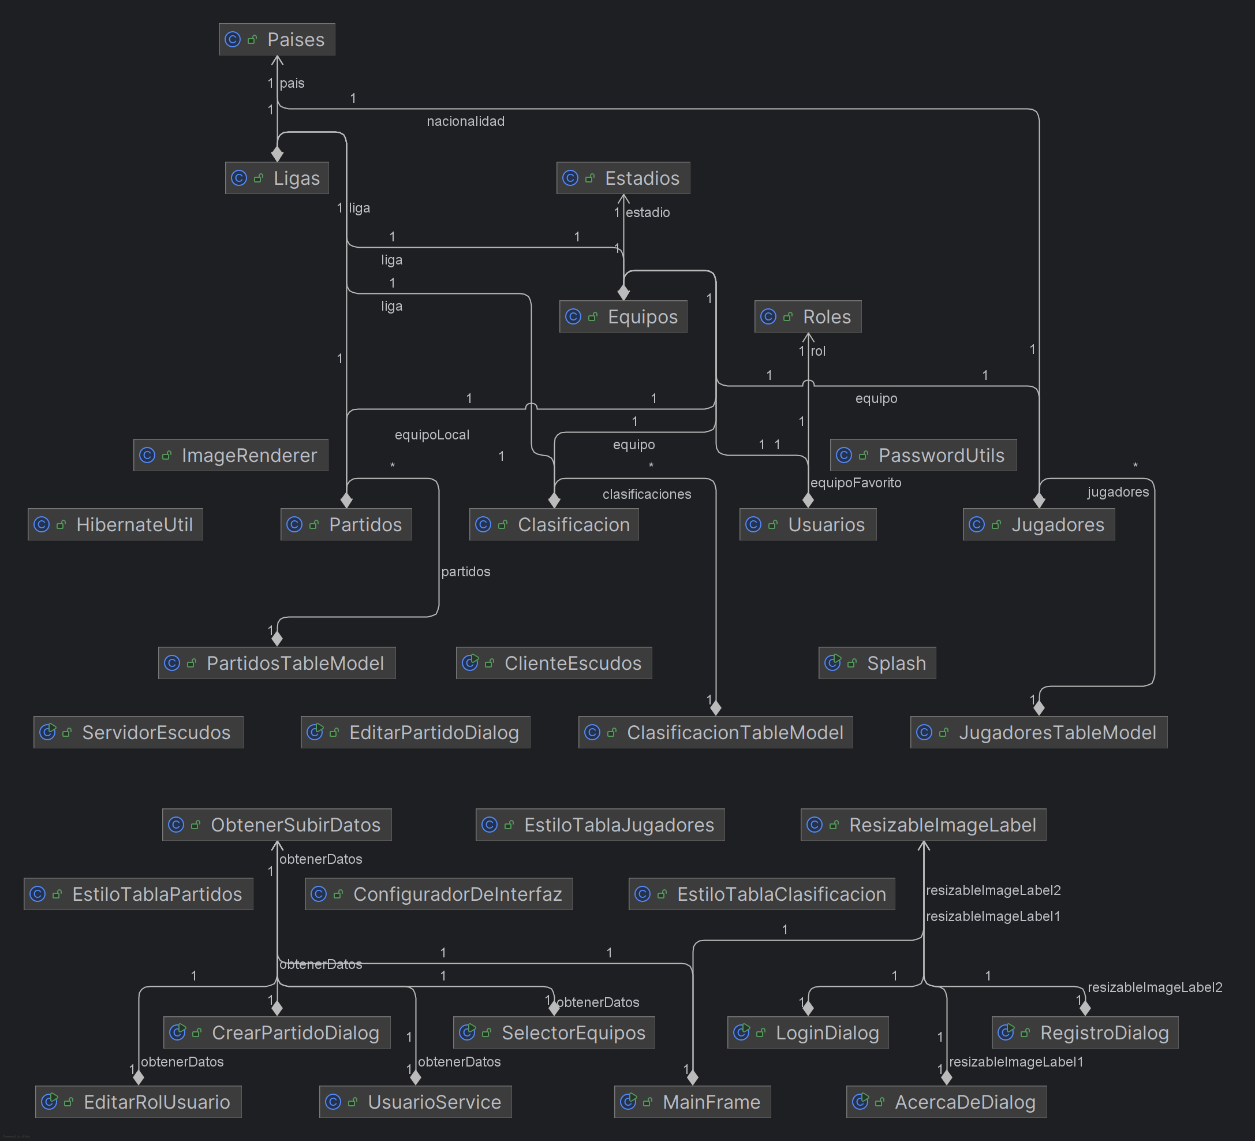 Paises
1 pais
1
1
nacionalidad
Ligas
Estadios
1 liga
1 estadio
1
1
1
liga
1
liga
1
Equipos
Roles
1
1 rol
1
1
1
equipo
1
1
1
equipoLocal
1
equipo
1
1 1
ImageRenderer
1
PasswordUtils
*
*
*
clasificaciones
equipoFavorito
jugadores
HibernateUtil
Partidos
Clasificacion
Usuarios
Jugadores
partidos
1
PartidosTableModel
ClienteEscudos
Splash
1
1
ServidorEscudos
EditarPartidoDialog
ClasificacionTableModel
JugadoresTableModel
ObtenerSubirDatos
EstiloTablaJugadores
ResizableImageLabel
obtenerDatos
1
EstiloTablaPartidos
ConfiguradorDeInterfaz
EstiloTablaClasificacion
resizableImageLabel2
resizableImageLabel1
1
1
1
obtenerDatos
1
1
1
1
resizableImageLabel2
1
1 obtenerDatos
1
1
CrearPartidoDialog
SelectorEquipos
LoginDialog
RegistroDialog
1
1
obtenerDatos
1
obtenerDatos
1
1
resizableImageLabel1
1
EditarRolUsuario
UsuarioService
MainFrame
AcercaDeDialog